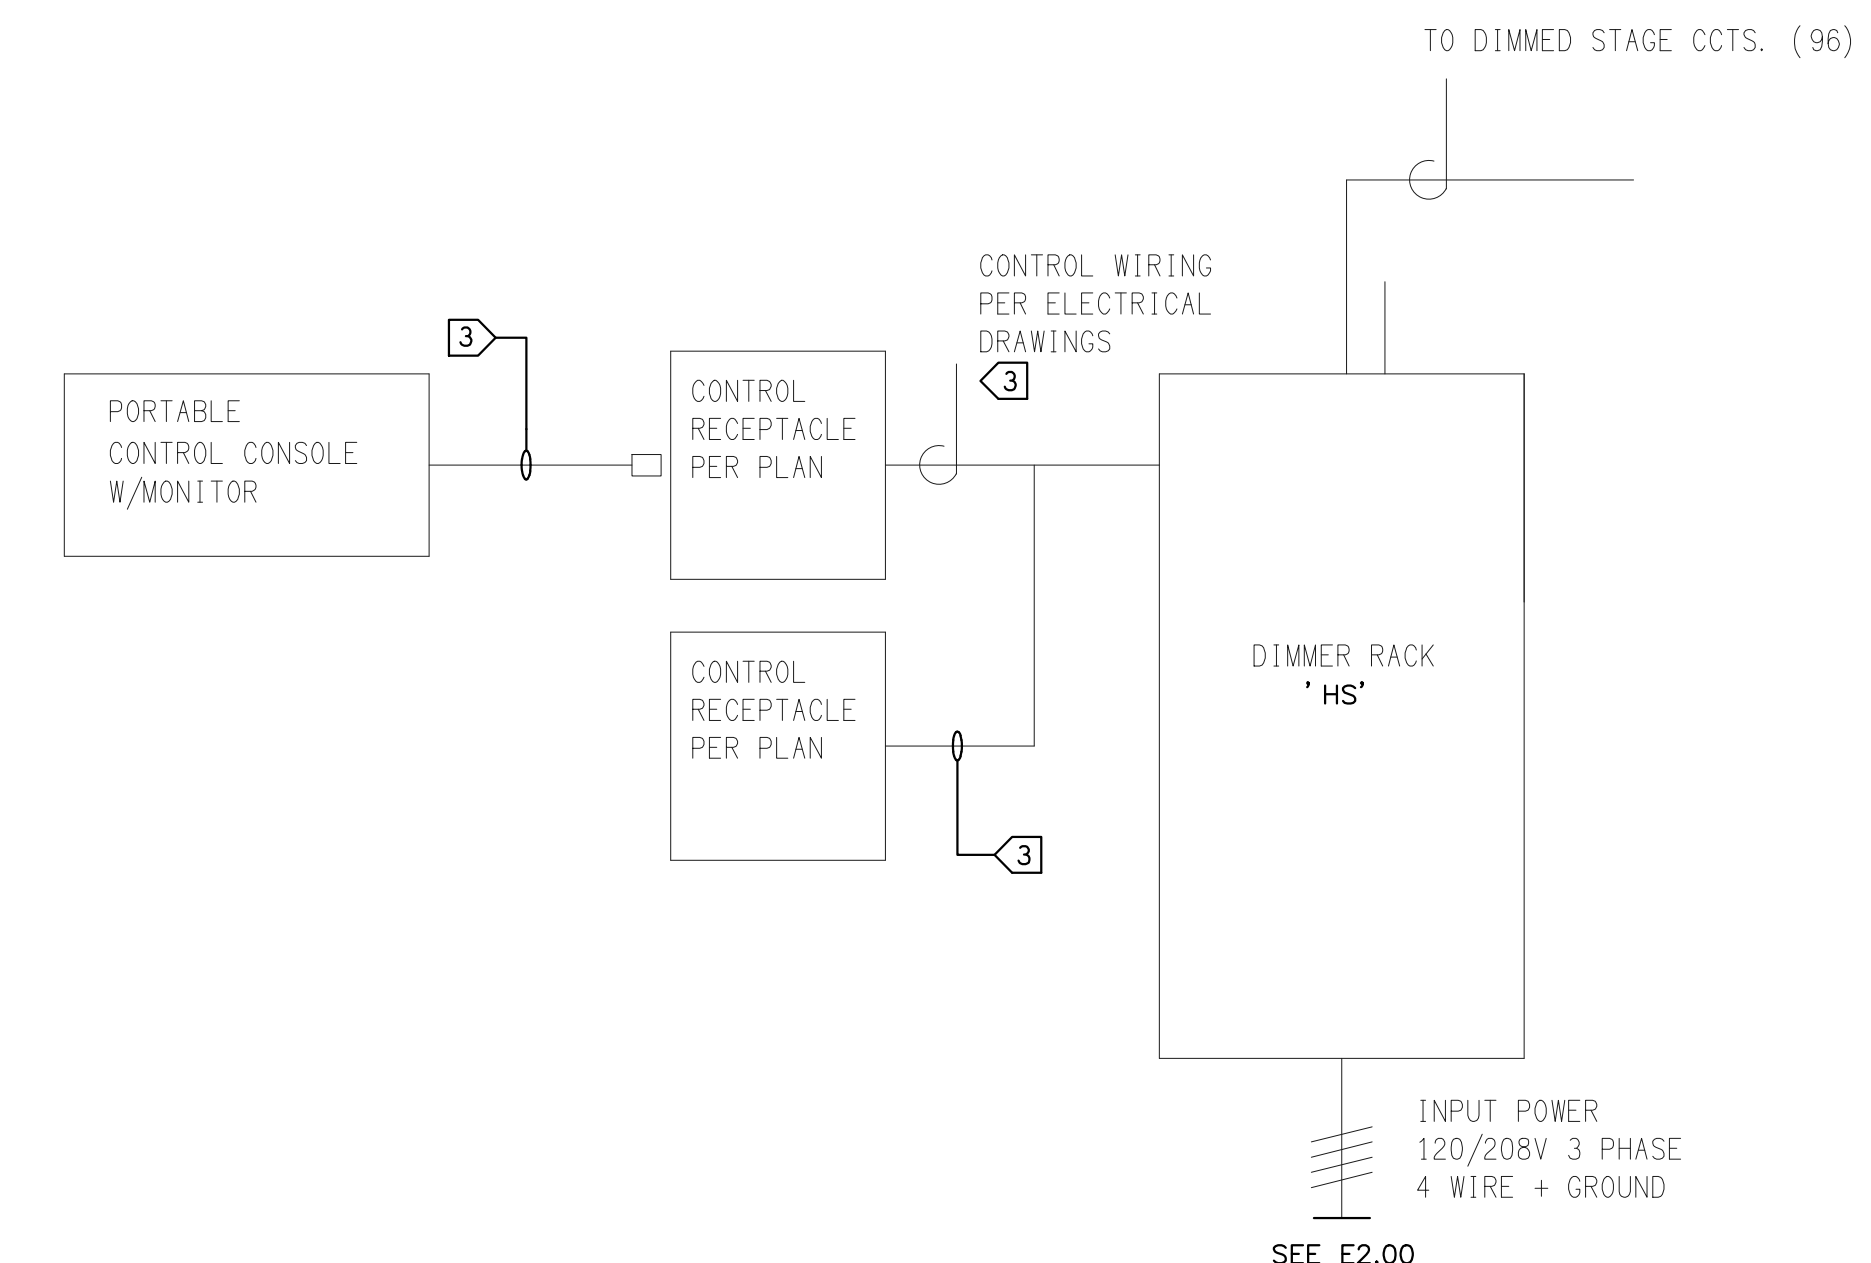 TO DIMMED STAGE CCTS. (96)
CONTROL WIRING
PER ELECTRICAL
DRAWINGS
3
3
PORTABLE
CONTROL CONSOLE
W/MONITOR
CONTROL
RECEPTACLE
PER PLAN
CONTROL
RECEPTACLE
PER PLAN
3
DIMMER RACK
'HS'
INPUT POWER
120/208V 3 PHASE
4 WIRE + GROUND
SEE E2.00